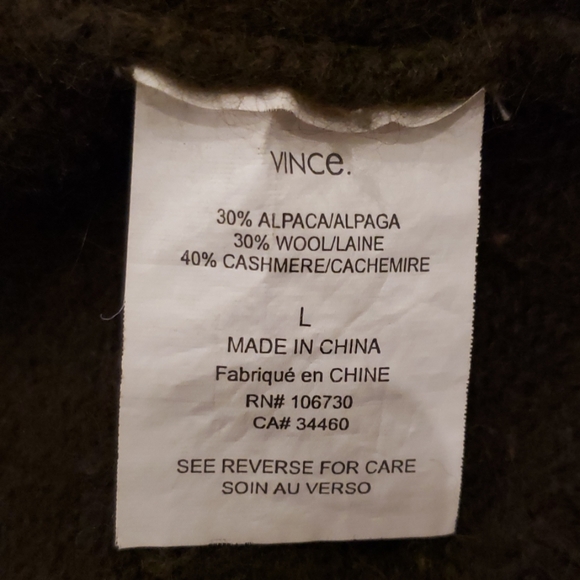 VINCe.
30% ALPACA/ALPAGA
30% WOOL/LAINE
40% CASHMERE/CACHEMIRE
L
MADE IN CHINA
Fabriqué en CHINE
RN# 106730
CA# 34460
SEE REVERSE FOR CARE
SOIN AU VERSO